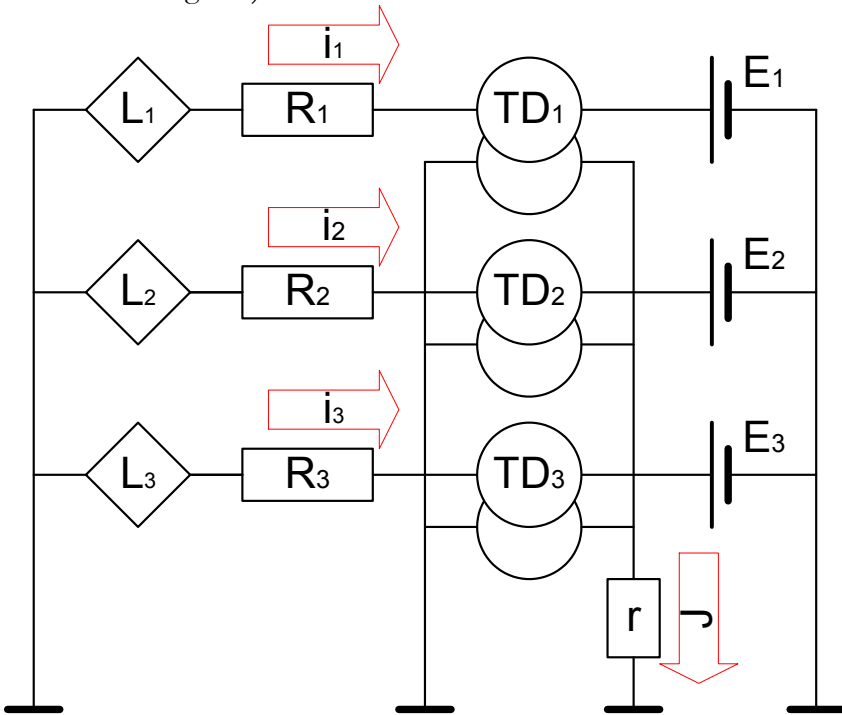 i1
L1 R1 TD1 E1
i2
L2 R2 TD2 E2
i3
L3 R3 TD3 E3
r J